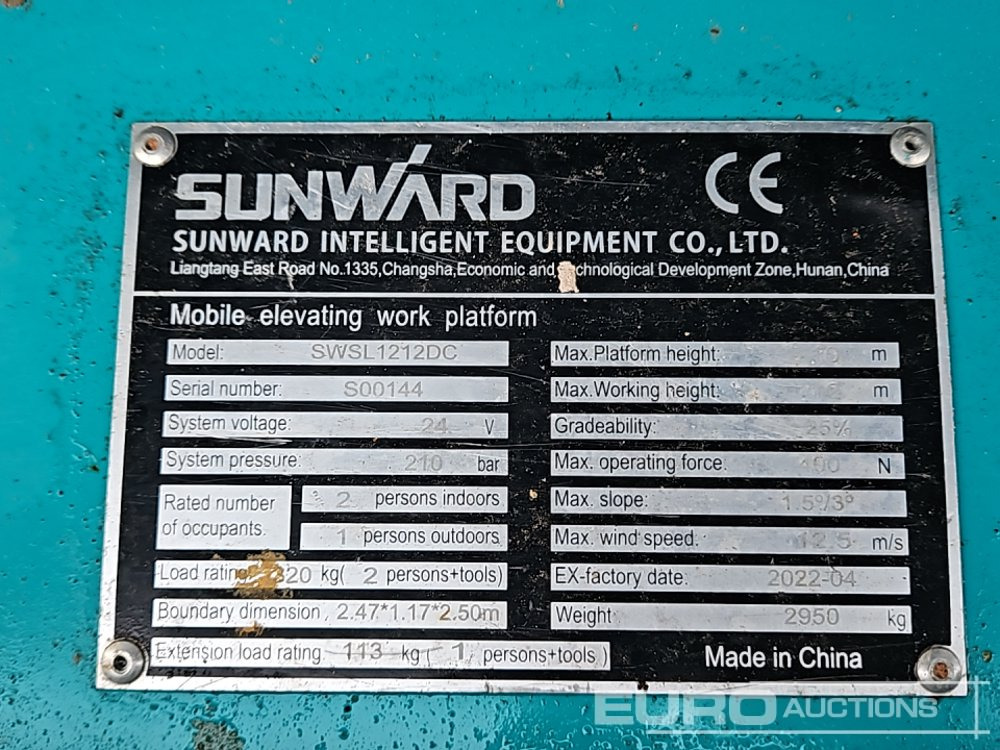 SUNWARD
CE
SUNWARD INTELLIGENT EQUIPMENT CO.,LTD.
Liangtang East Road No.1335,Changsha,Economic and Technological Development Zone,Hunan,China
Mobile elevating work platform
Model: SWSL1212DC
Serial number: S00144
System voltage: 24 V
System pressure: 210 bar
Rated number of occupants.
2 persons indoors
1 persons outdoors
Load rating 320 kg( 2 persons+tools)
Boundary dimension, 2.47*1.17*2.50m
Extension load rating. 113 kg( 1 persons+tools)
Max.Platform height: m
Max.Working height: m
Gradeability: 25%
Max. operating force: 400 N
Max. slope: 1.5°/3°
Max. wind speed: 12.5 m/s
EX-factory date: 2022-04
Weight 2950 kg
Made in China
EURO AUCTIONS